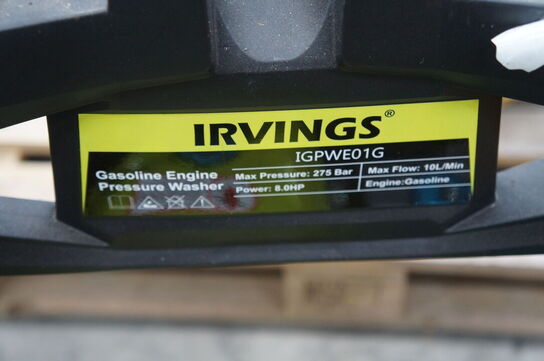 IRVINGS®
IGPWE01G
Gasoline Engine
Pressure Washer
Max Pressure: 275 Bar Max Flow: 10L/Min
Power: 8.0HP Engine:Gasoline